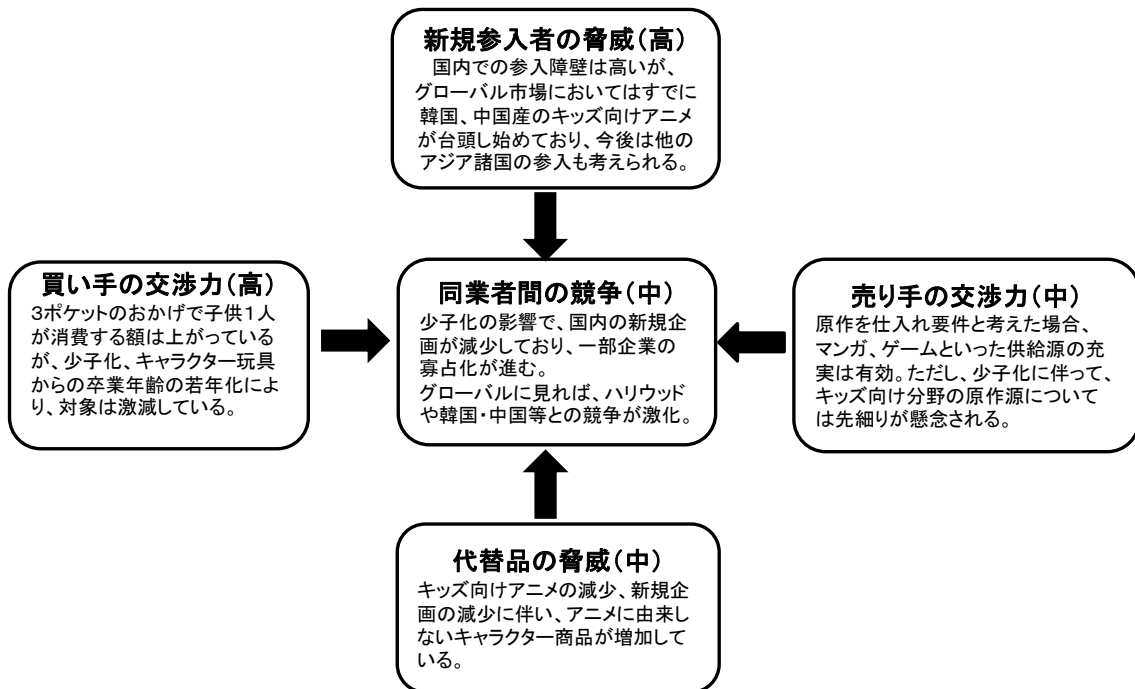 新規参入者の脅威(高)
国内での参入障壁は高いが、
グローバル市場においてはすでに
韓国、中国産のキッズ向けアニメ
が台頭し始めており、今後は他の
アジア諸国の参入も考えられる。
買い手の交渉力(高)
3ポケットのおかげで子供1人
が消費する額は上がっている
が、少子化、キャラクター玩具
からの卒業年齢の若年化によ
り、対象は激減している。
同業者間の競争(中)
少子化の影響で、国内の新規企
画が減少しており、一部企業の
寡占化が進む。
グローバルに見れば、ハリウッド
や韓国・中国等との競争が激化。
売り手の交渉力(中)
原作を仕入れ要件と考えた場合、
マンガ、ゲームといった供給源の充
実は有効。ただし、少子化に伴って、
キッズ向け分野の原作源について
は先細りが懸念される。
代替品の脅威(中)
キッズ向けアニメの減少、新規企
画の減少に伴い、アニメに由来し
ないキャラクター商品が増加して
いる。